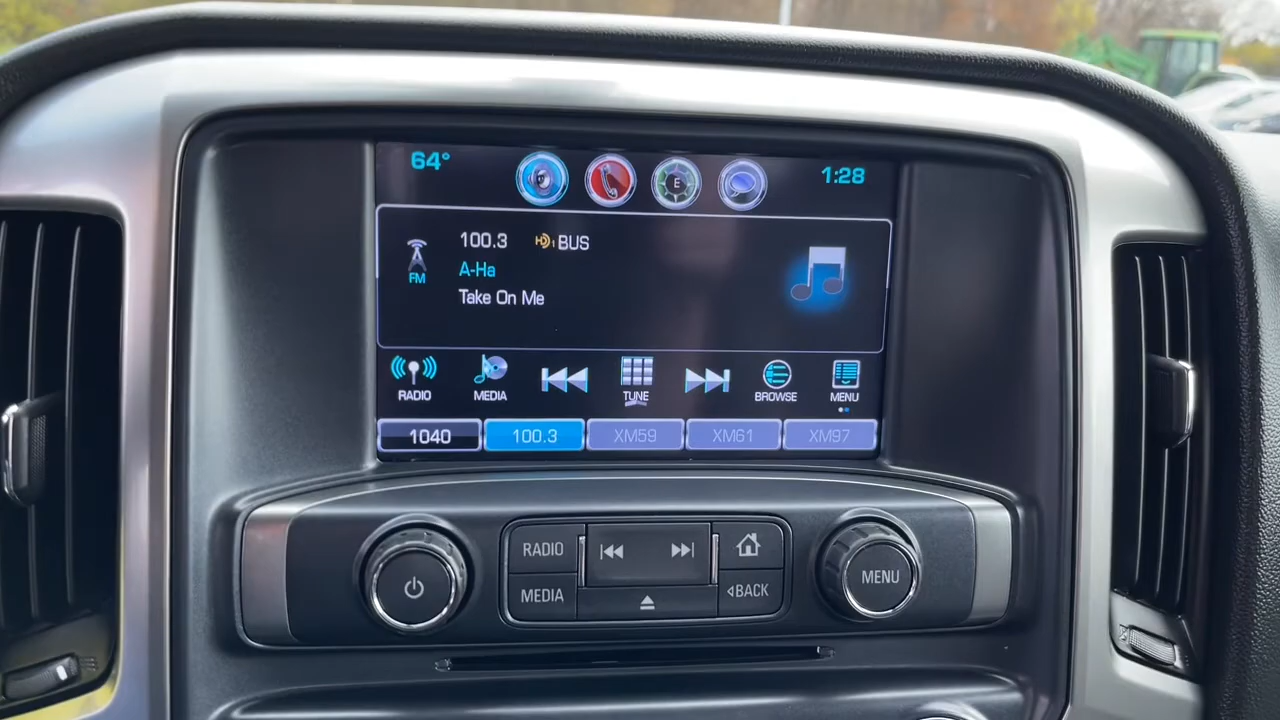 64° E 1:28
100.3 HD1 BUS
FM
A-Ha
Take On Me
RADIO MEDIA TUNE BROWSE MENU
1040 100.3 XM59 XM61 XM97
RADIO
MEDIA
BACK
MENU